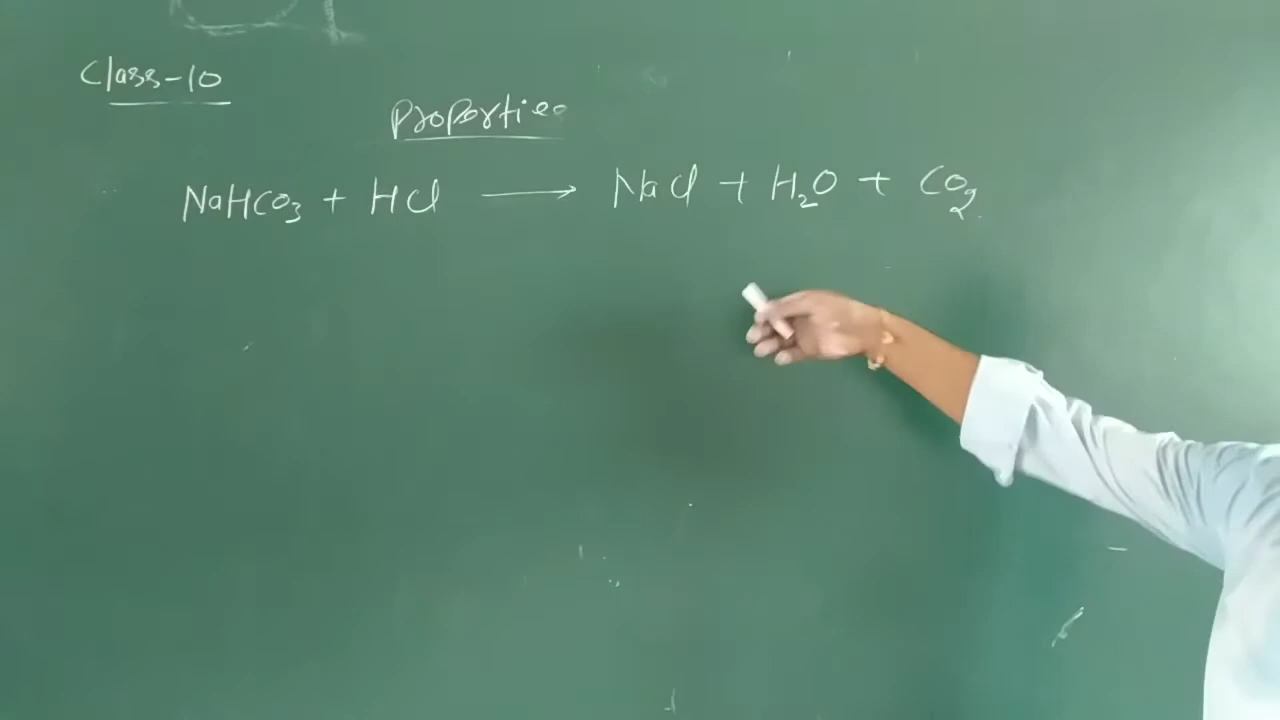 Class-10
Properties
NaHCO3 + HCl ⟶ NaCl + H2O + CO2